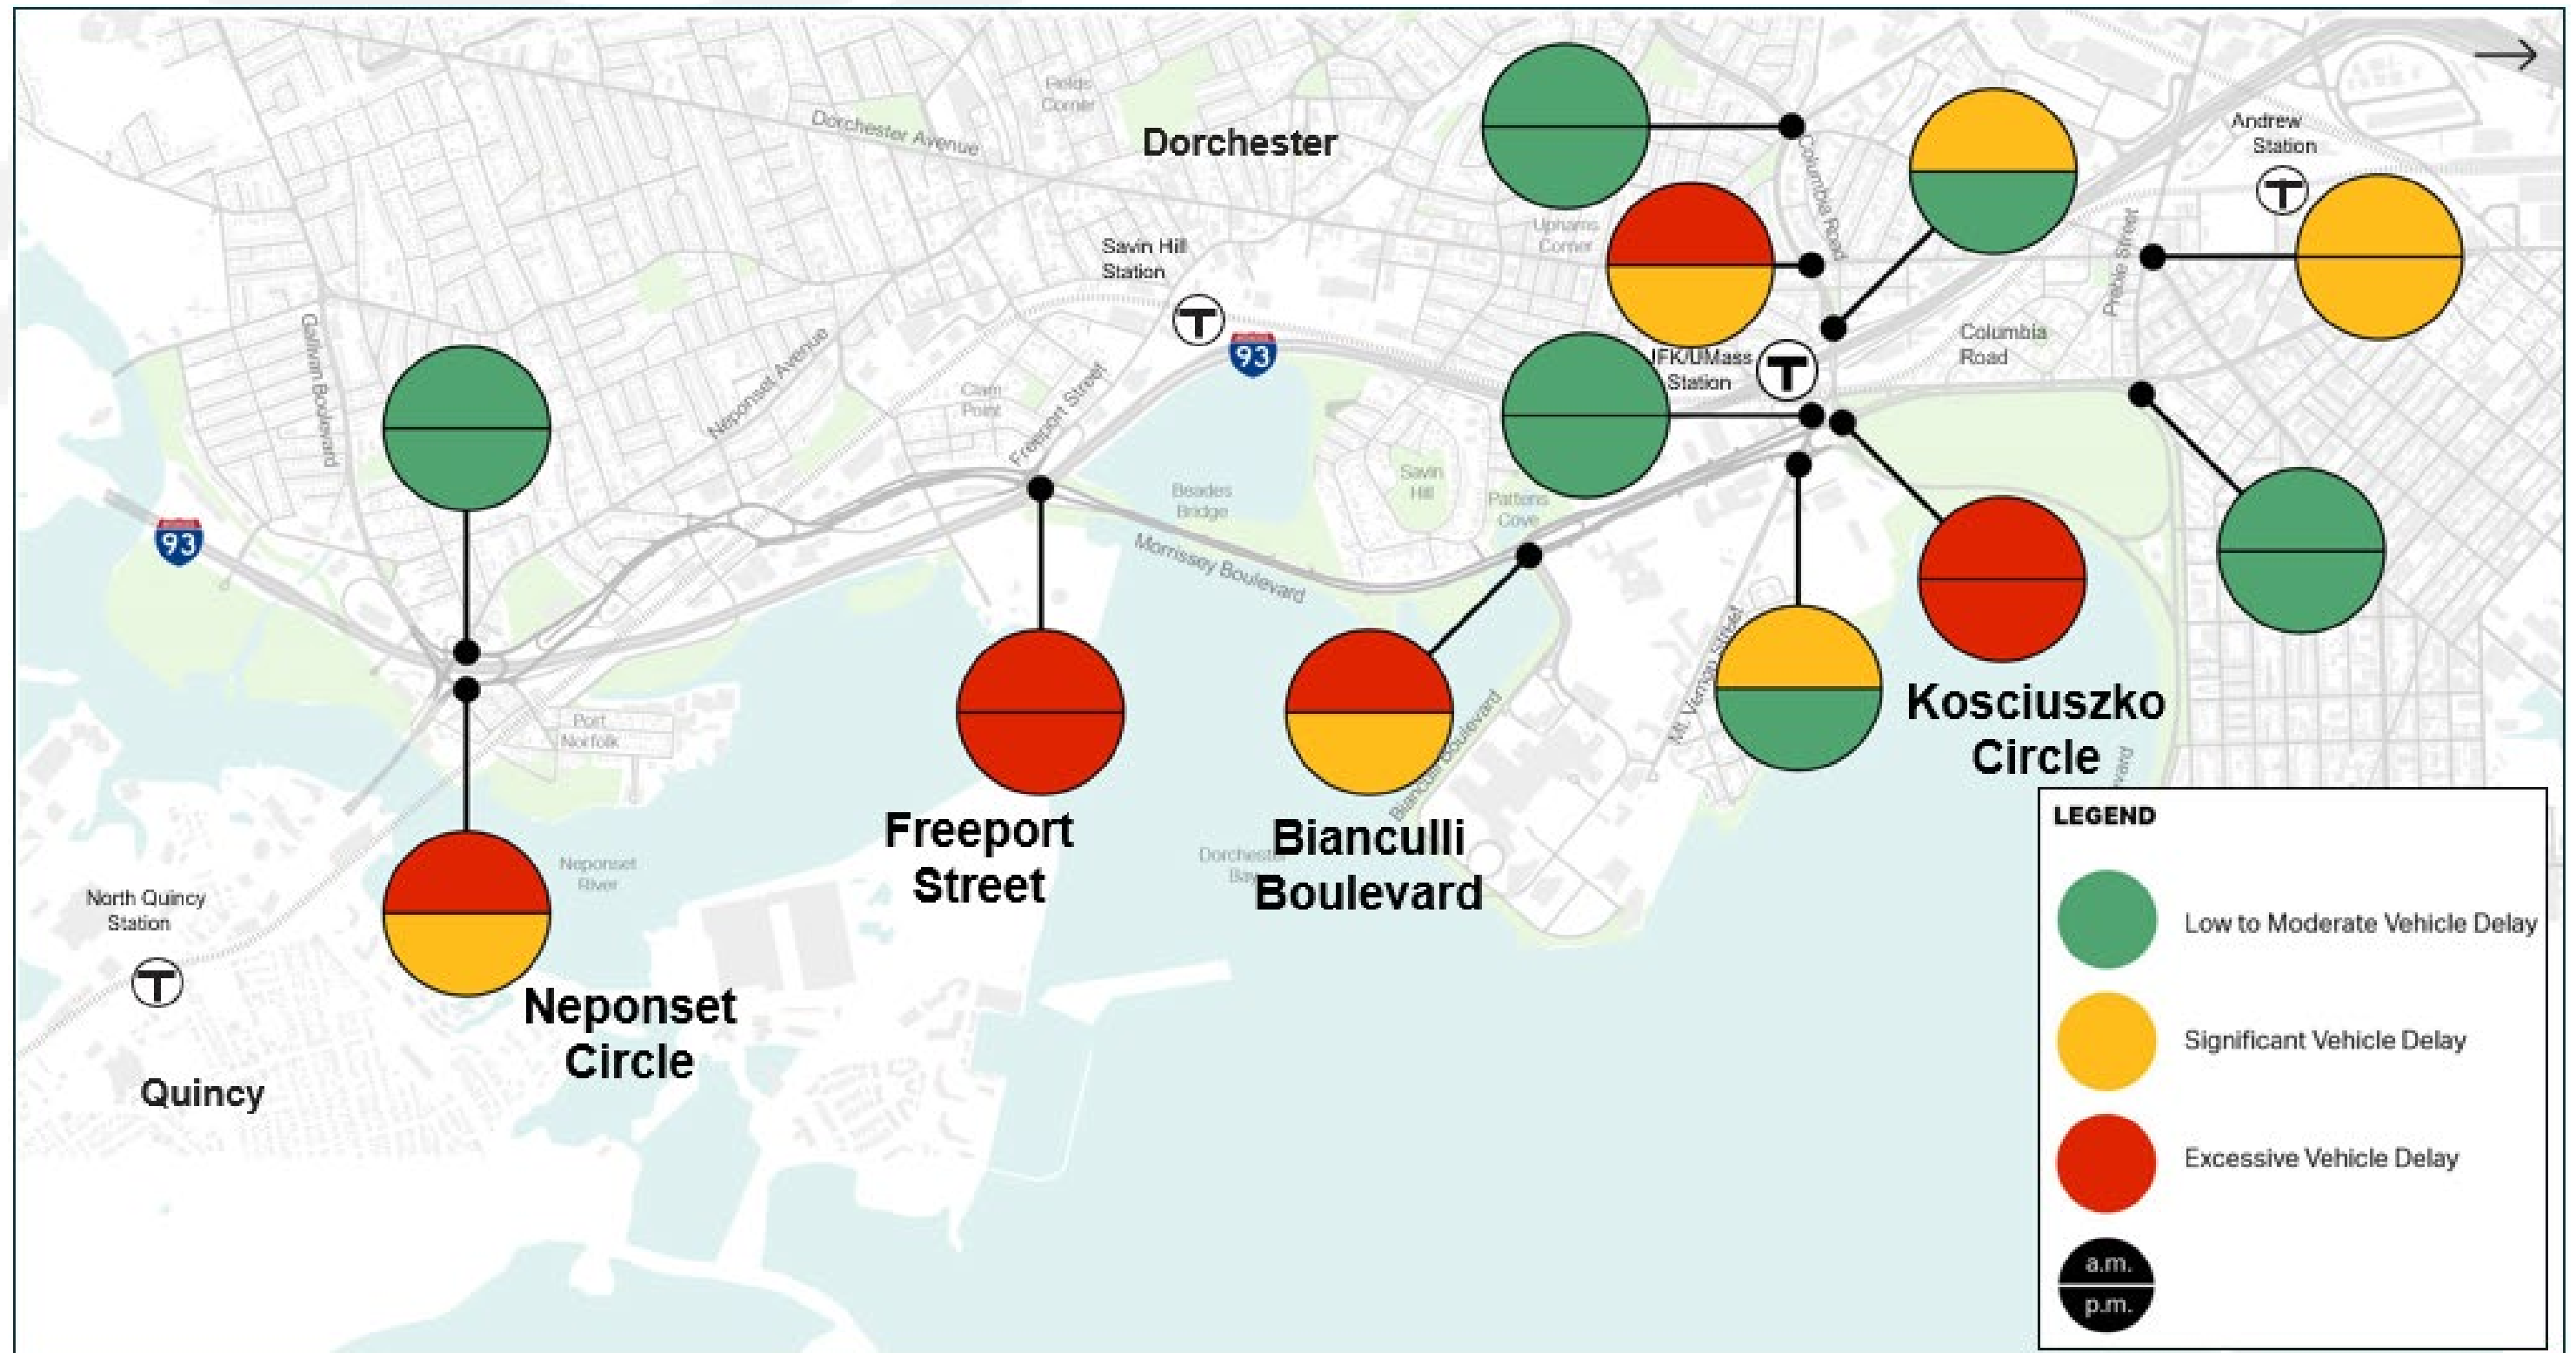 Fields
Corner
Dorchester Avenue
Dorchester
Columbia Road
Andrew
Station
T
Uphams
Corner
Preble Street
Savin Hill
Station
T
93
Gallivan Boulevard
Neponset Avenue
Freeport Street
Clam
Point
JFK/UMass
Station
T
Columbia
Road
Savin
Hill
Beades
Bridge
Pattens
Cove
Morrissey Boulevard
93
Mt. Vernon Street
Bianculli Boulevard
Port
Norfolk
Kosciuszko
Circle
Freeport
Street
Bianculli
Boulevard
Dorchester
Bay
Neponset
River
North Quincy
Station
T
Neponset
Circle
Quincy
LEGEND
Low to Moderate Vehicle Delay
Significant Vehicle Delay
Excessive Vehicle Delay
a.m.
p.m.